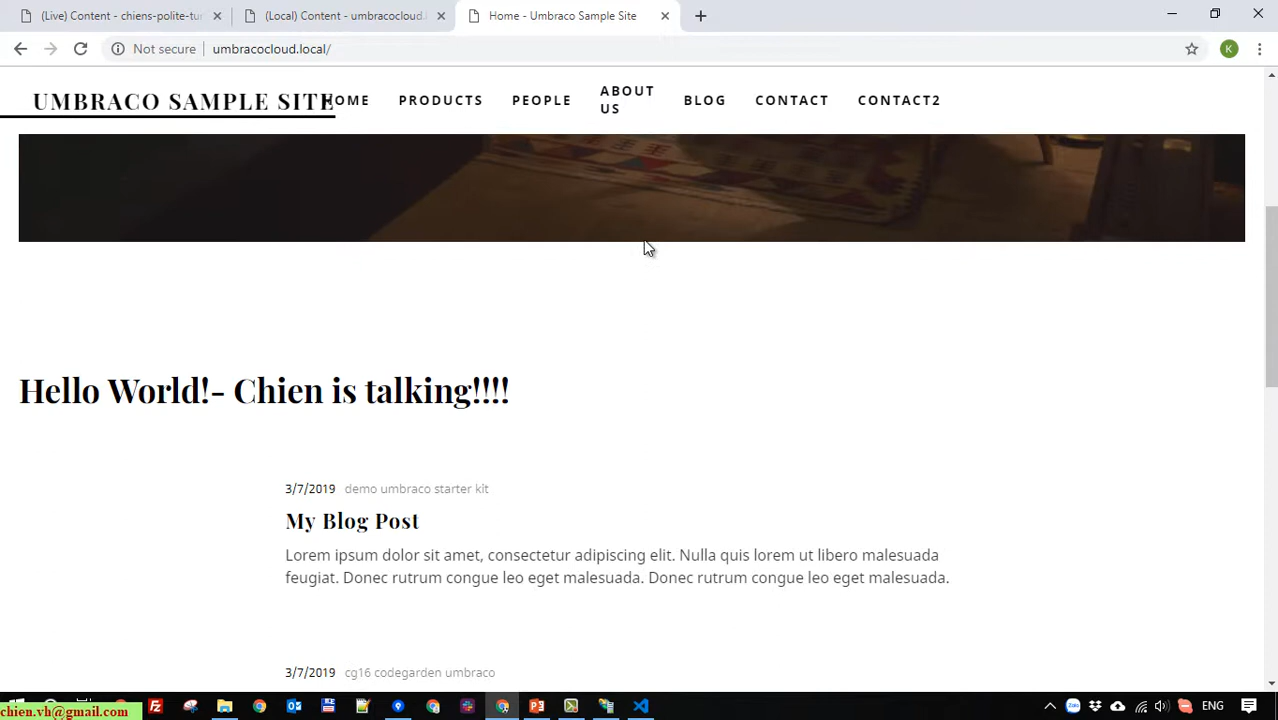 (Live) Content - chiens-polite-tur
(Local) Content - umbracocloud.l
Home - Umbraco Sample Site
Not secure
umbracocloud.local/
K
UMBRACO SAMPLE SITE
HOME
PRODUCTS
PEOPLE
ABOUT
US
BLOG
CONTACT
CONTACT2
Hello World!- Chien is talking!!!!
3/7/2019 demo umbraco starter kit
My Blog Post
Lorem ipsum dolor sit amet, consectetur adipiscing elit. Nulla quis lorem ut libero malesuada
feugiat. Donec rutrum congue leo eget malesuada. Donec rutrum congue leo eget malesuada.
3/7/2019 cg16 codegarden umbraco
chien.vh@gmail.com
ENG